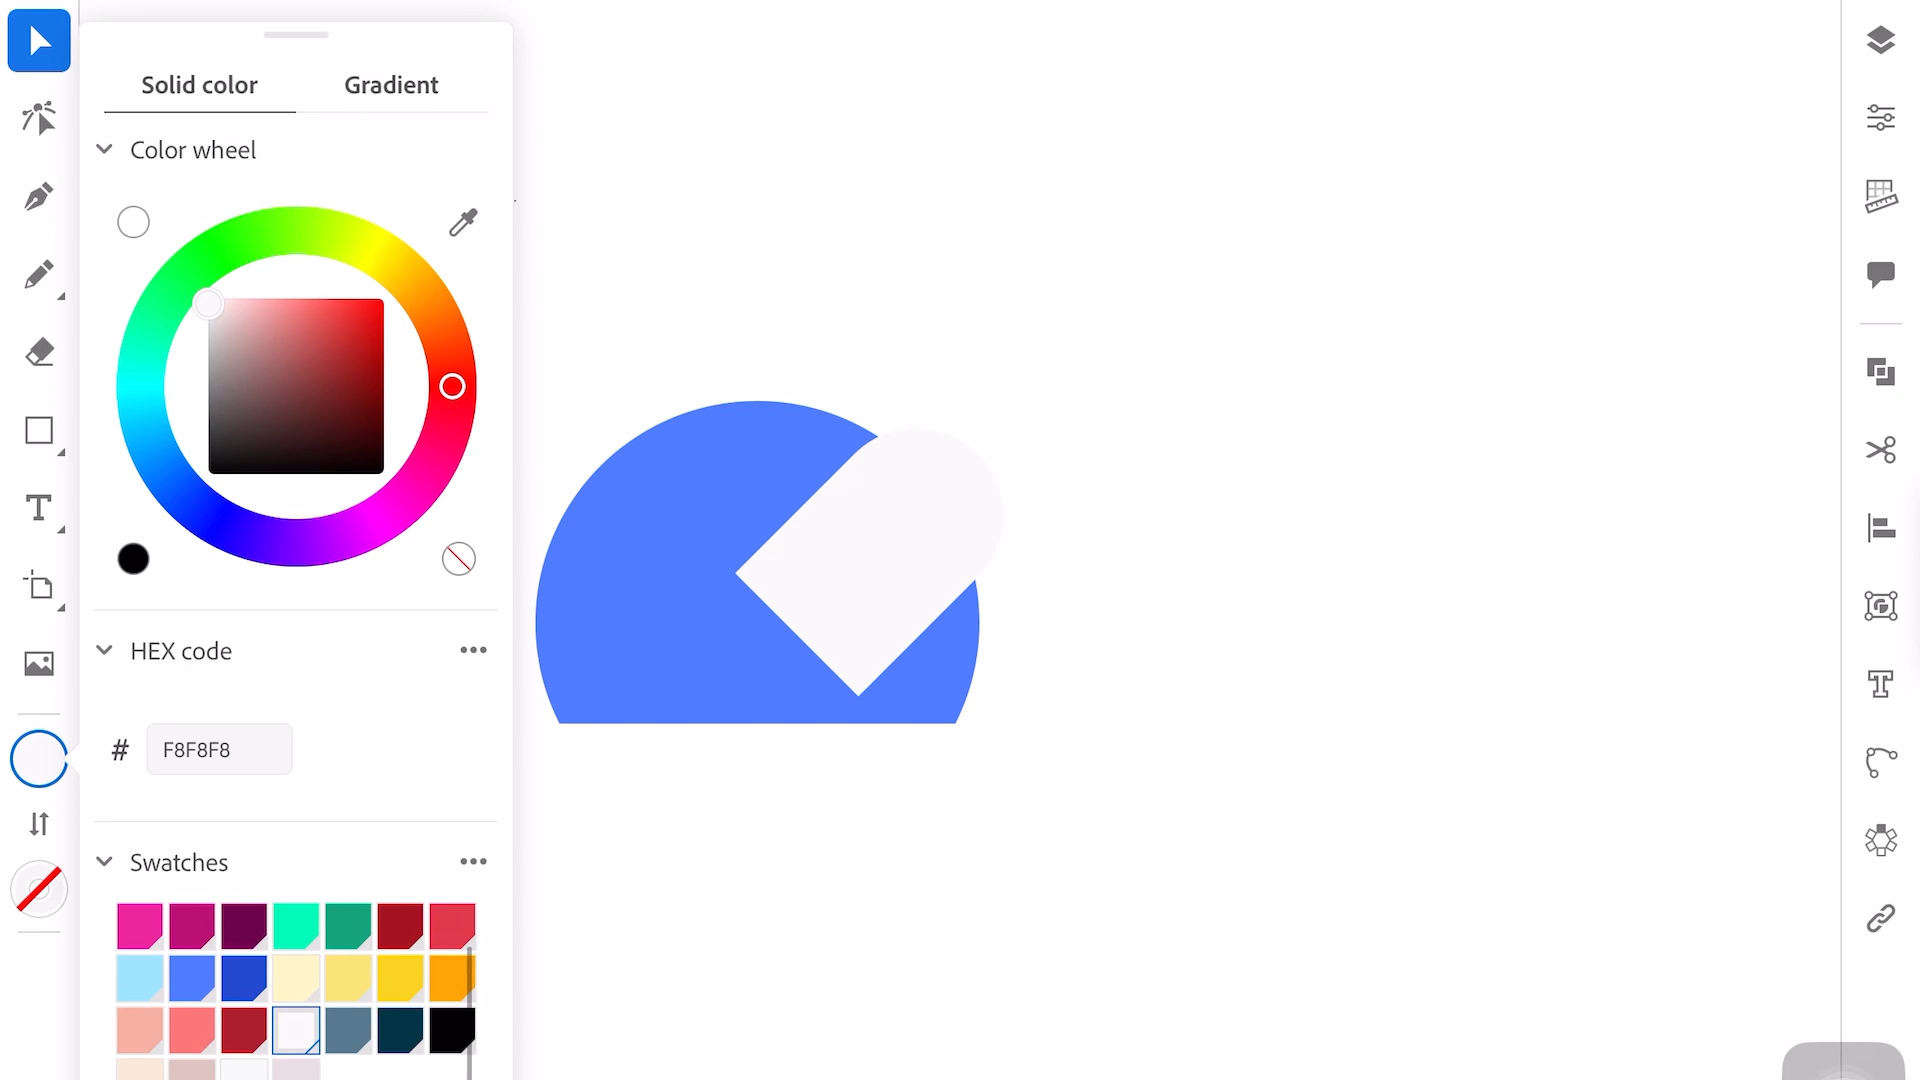 Solid color Gradient
Color wheel
HEX code
# F8F8F8
Swatches